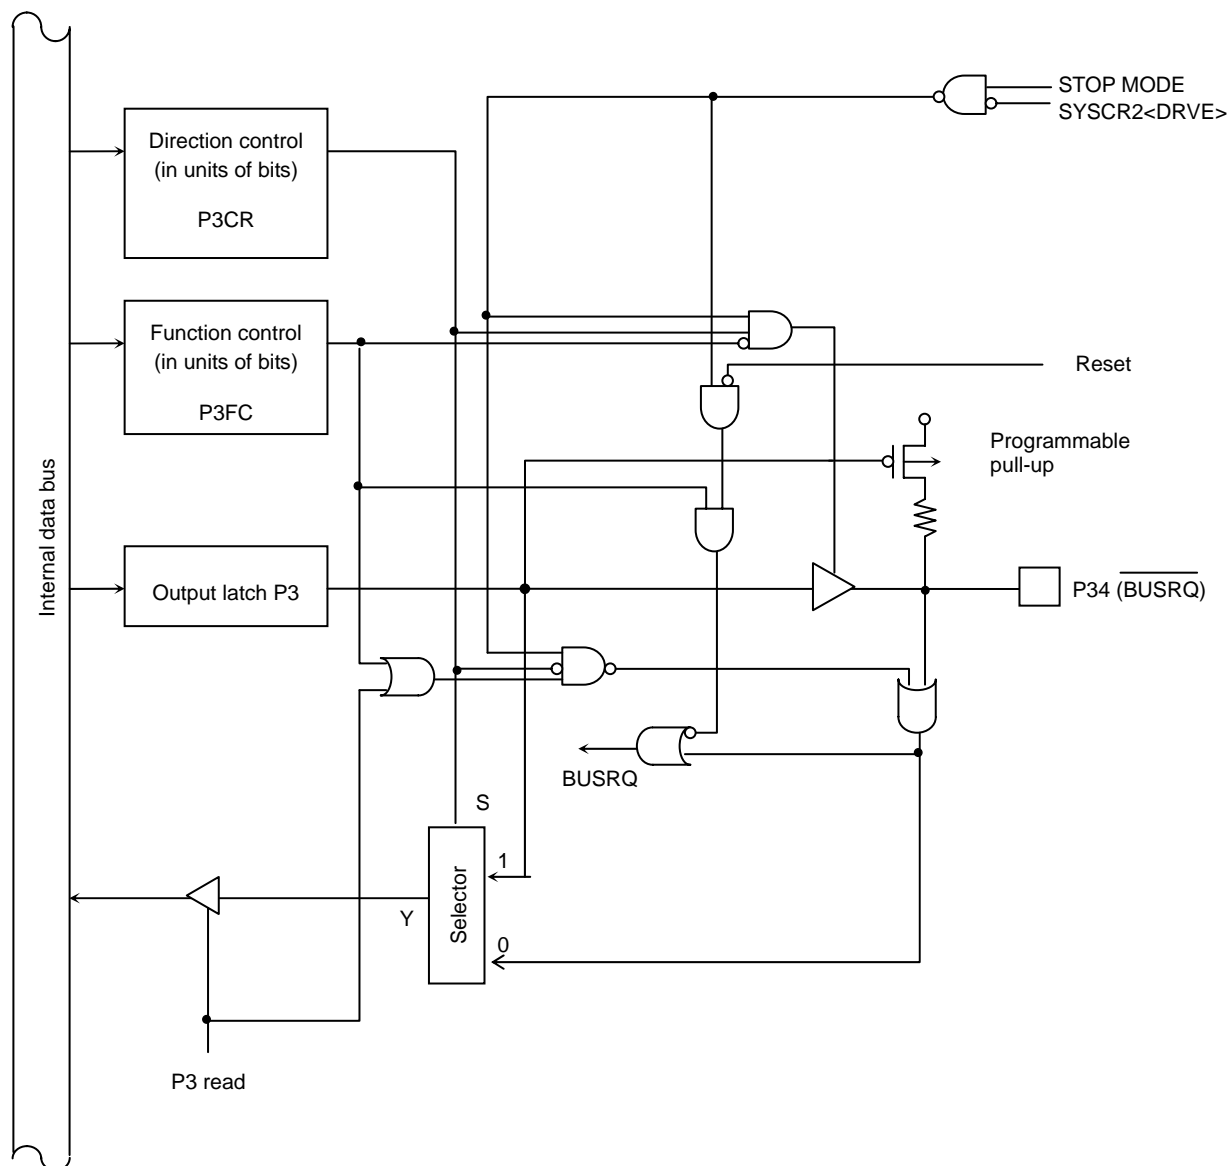 STOP MODE
SYSCR2<DRVE>
Direction control
(in units of bits)
P3CR
Function control
(in units of bits)
P3FC
Reset
Programmable
pull-up
Internal data bus
Output latch P3
P34 (BUSRQ)
BUSRQ
S
1
Selector
Y
0
P3 read